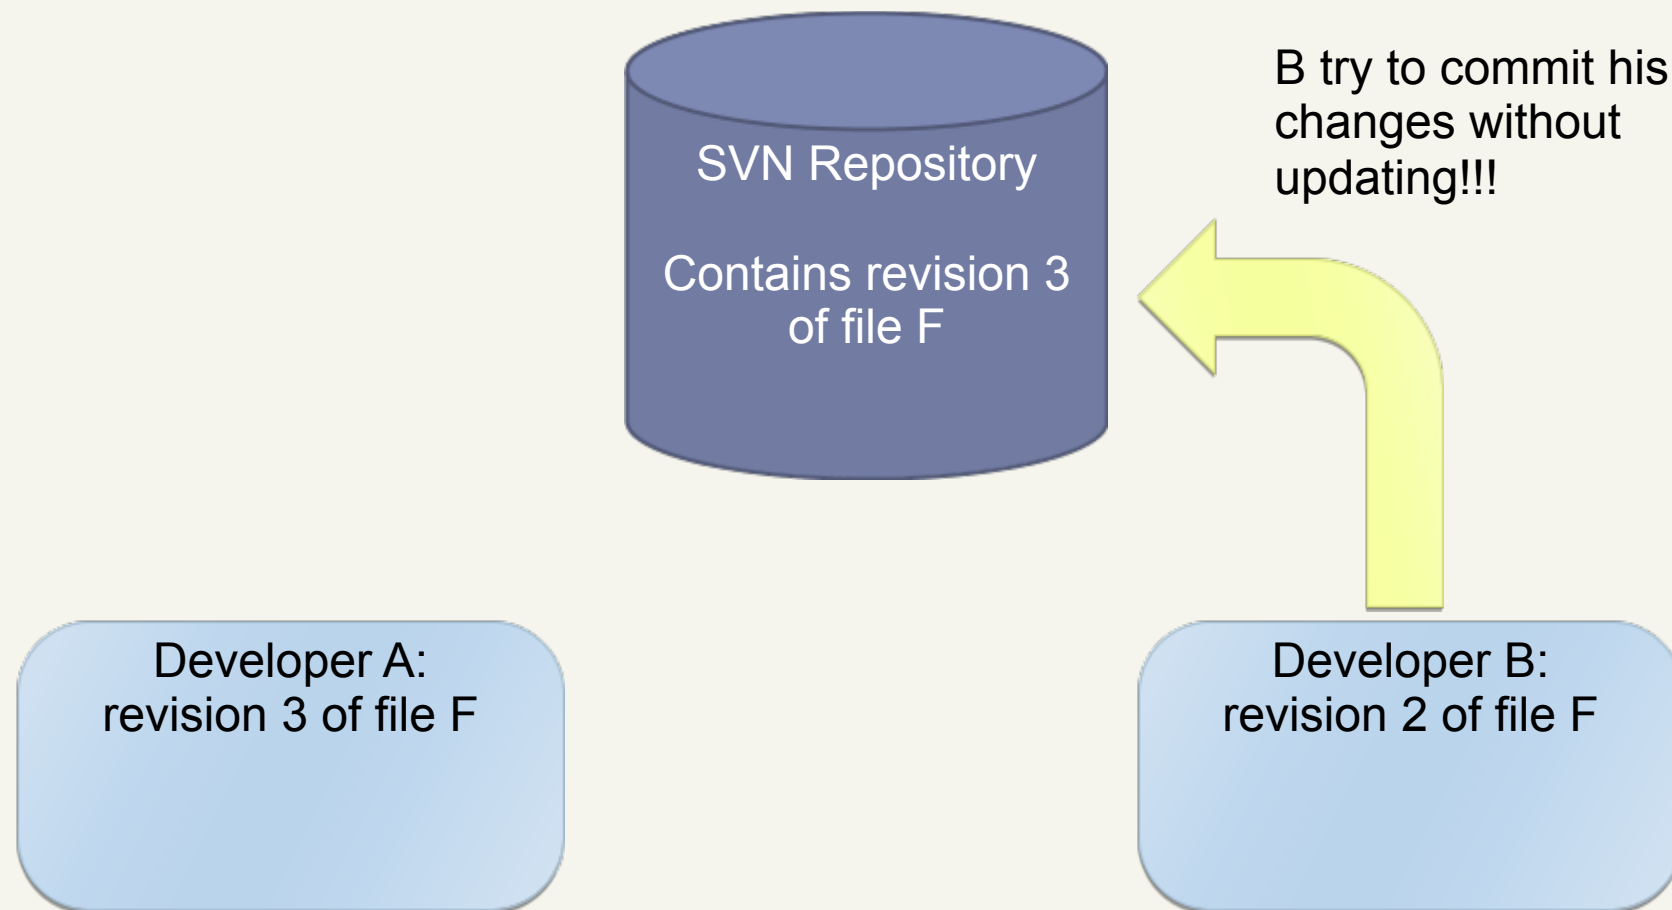 SVN Repository
Contains revision 3
of file F
B try to commit his
changes without
updating!!!
Developer A:
revision 3 of file F
Developer B:
revision 2 of file F